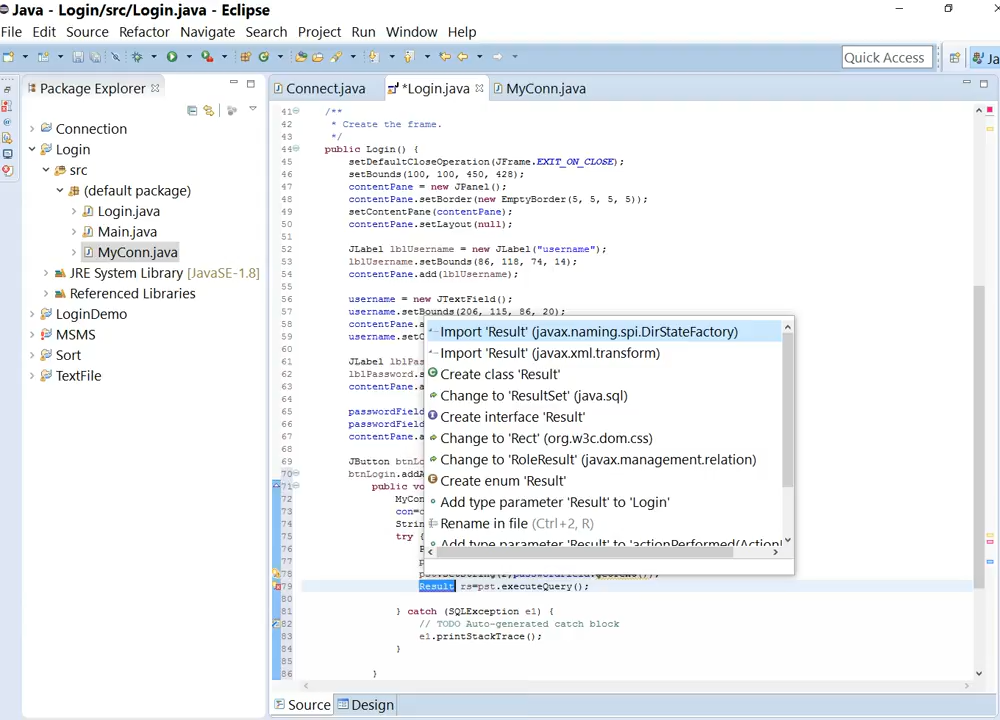 Java - Login/src/Login.java - Eclipse
File Edit Source Refactor Navigate Search Project Run Window Help
Quick Access
Package Explorer
Connect.java
*Login.java
MyConn.java
Connection
Login
src
(default package)
Login.java
Main.java
MyConn.java
JRE System Library [JavaSE-1.8]
Referenced Libraries
LoginDemo
MSMS
Sort
TextFile
41 /**
42 * Create the frame.
43 */
44 public Login() {
45 setDefaultCloseOperation(JFrame.EXIT_ON_CLOSE);
46 setBounds(100, 100, 450, 428);
47 contentPane = new JPanel();
48 contentPane.setBorder(new EmptyBorder(5, 5, 5, 5));
49 setContentPane(contentPane);
50 contentPane.setLayout(null);
51
52 JLabel lblUsername = new JLabel("username");
53 lblUsername.setBounds(86, 118, 74, 14);
54 contentPane.add(lblUsername);
55
56 username = new JTextField();
57 username.setBounds(206, 115, 86, 20);
58 contentPane.a
59 username.setC
60
61 JLabel lblPas
62 lblPassword.s
63 contentPane.a
64
65 passwordField
66 passwordField
67 contentPane.a
68
69 JButton btnLo
70 btnLogin.addA
71 public vo
72 MyCon
73 con=c
74 Strin
75 try {
76 P
77 p
78
79 Result rs=pst.executeQuery();
80
81 } catch (SQLException e1) {
82 // TODO Auto-generated catch block
83 e1.printStackTrace();
84 }
85
86 }
Import 'Result' (javax.naming.spi.DirStateFactory)
Import 'Result' (javax.xml.transform)
Create class 'Result'
Change to 'ResultSet' (java.sql)
Create interface 'Result'
Change to 'Rect' (org.w3c.dom.css)
Change to 'RoleResult' (javax.management.relation)
Create enum 'Result'
Add type parameter 'Result' to 'Login'
Rename in file (Ctrl+2, R)
Add type parameter 'Result' to 'actionPerformed(Action
Source
Design